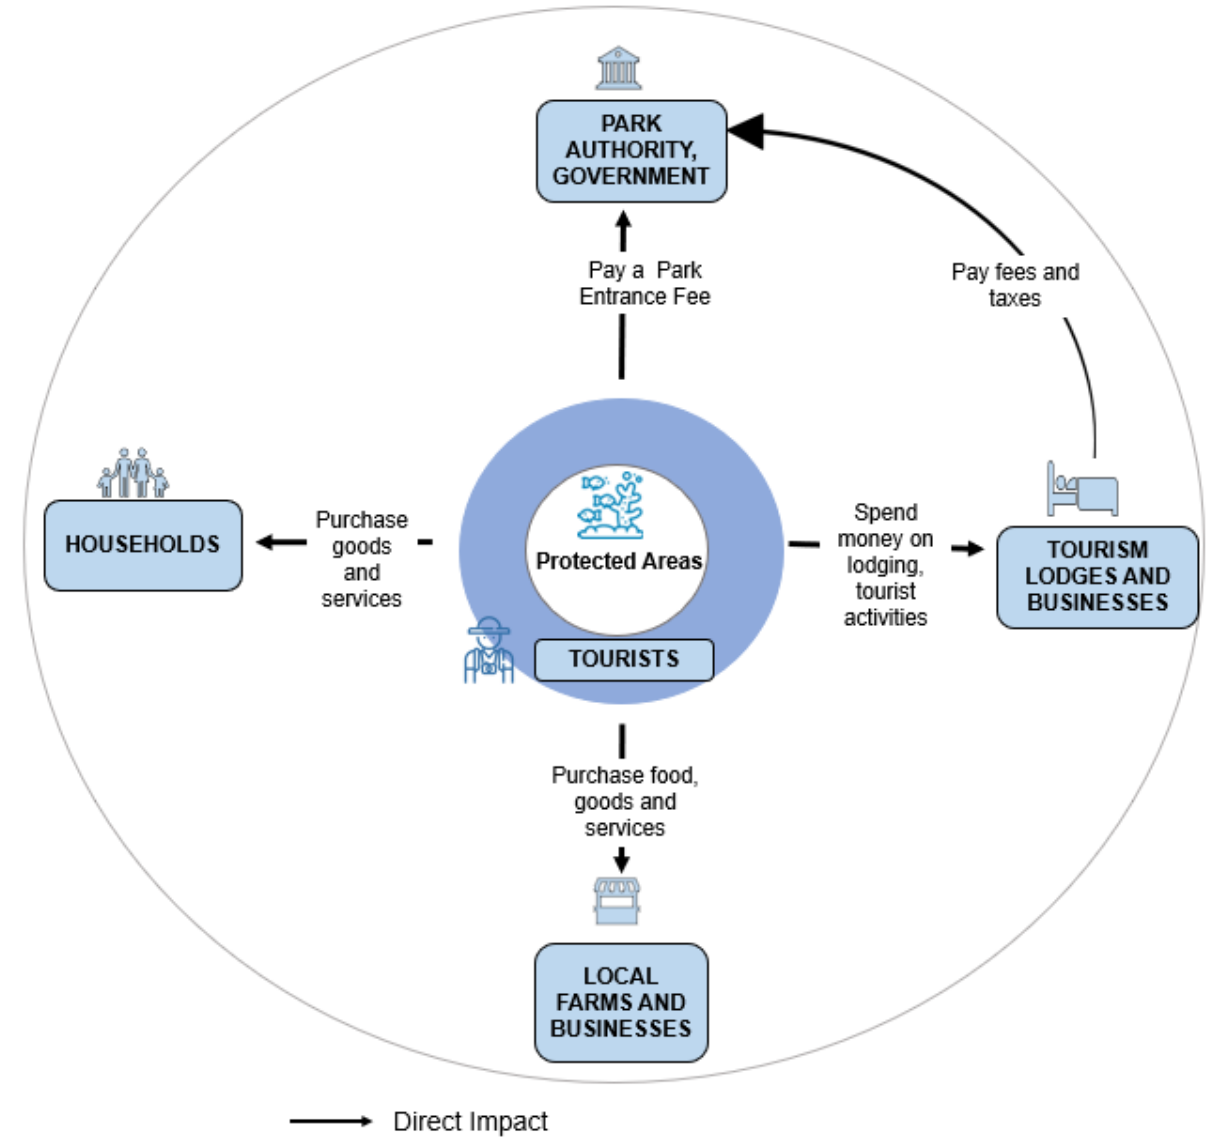 PARK
AUTHORITY,
GOVERNMENT
Pay a Park
Entrance Fee
Pay fees and
taxes
HOUSEHOLDS
Purchase
goods
and
services
Protected Areas
TOURISTS
Spend
money on
lodging,
tourist
activities
TOURISM
LODGES AND
BUSINESSES
Purchase food,
goods and
services
LOCAL
FARMS AND
BUSINESSES
Direct Impact